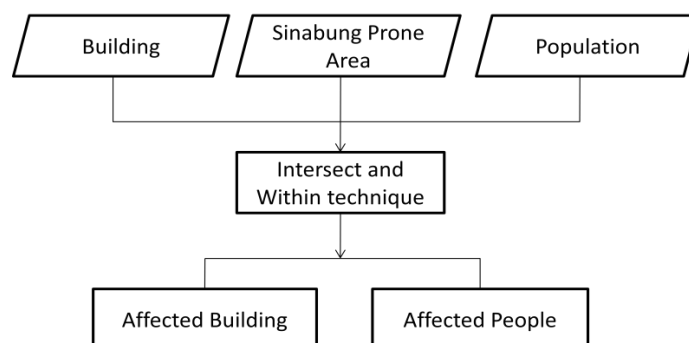 Building
Sinabung Prone
Area
Population
Intersect and
Within technique
Affected Building
Affected People